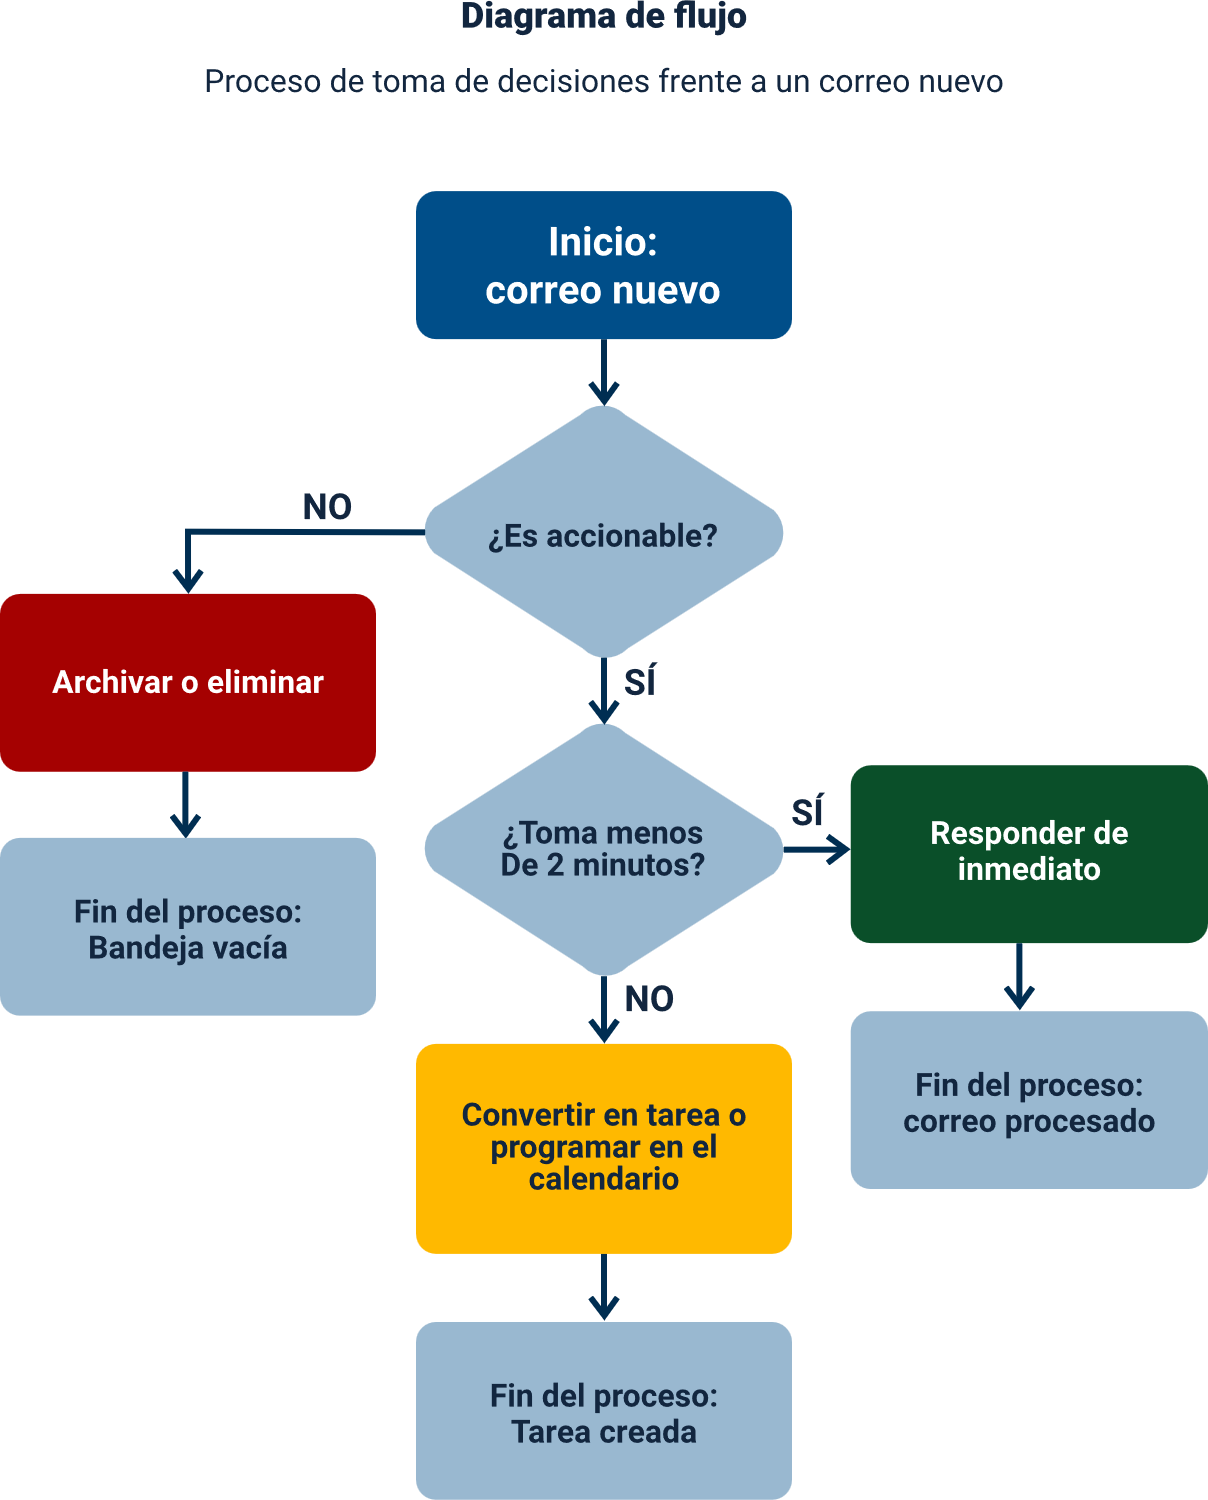 Diagrama de flujo
Proceso de toma de decisiones frente a un correo nuevo
Inicio:
correo nuevo
NO
¿Es accionable?
Archivar o eliminar
SÍ
Fin del proceso:
Bandeja vacía
¿Toma menos
De 2 minutos?
SÍ
Responder de
inmediato
NO
Convertir en tarea o
programar en el
calendario
Fin del proceso:
correo procesado
Fin del proceso:
Tarea creada